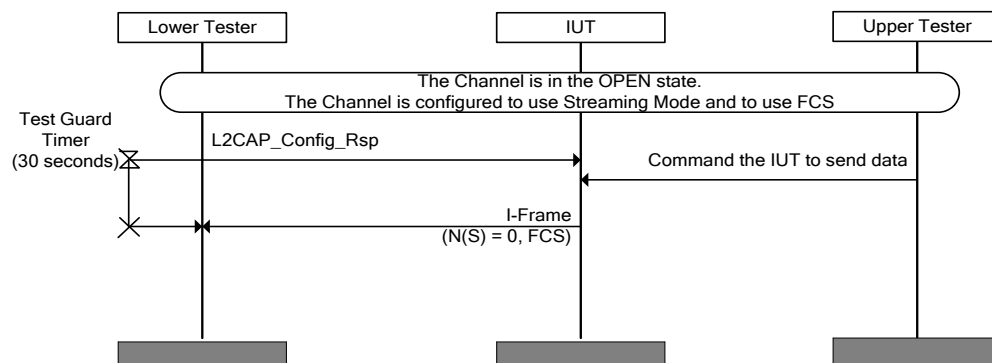 Lower Tester
IUT
Upper Tester
The Channel is in the OPEN state.
The Channel is configured to use Streaming Mode and to use FCS
Test Guard
Timer
(30 seconds)
L2CAP_Config_Rsp
Command the IUT to send data
I-Frame
(N(S) = 0, FCS)